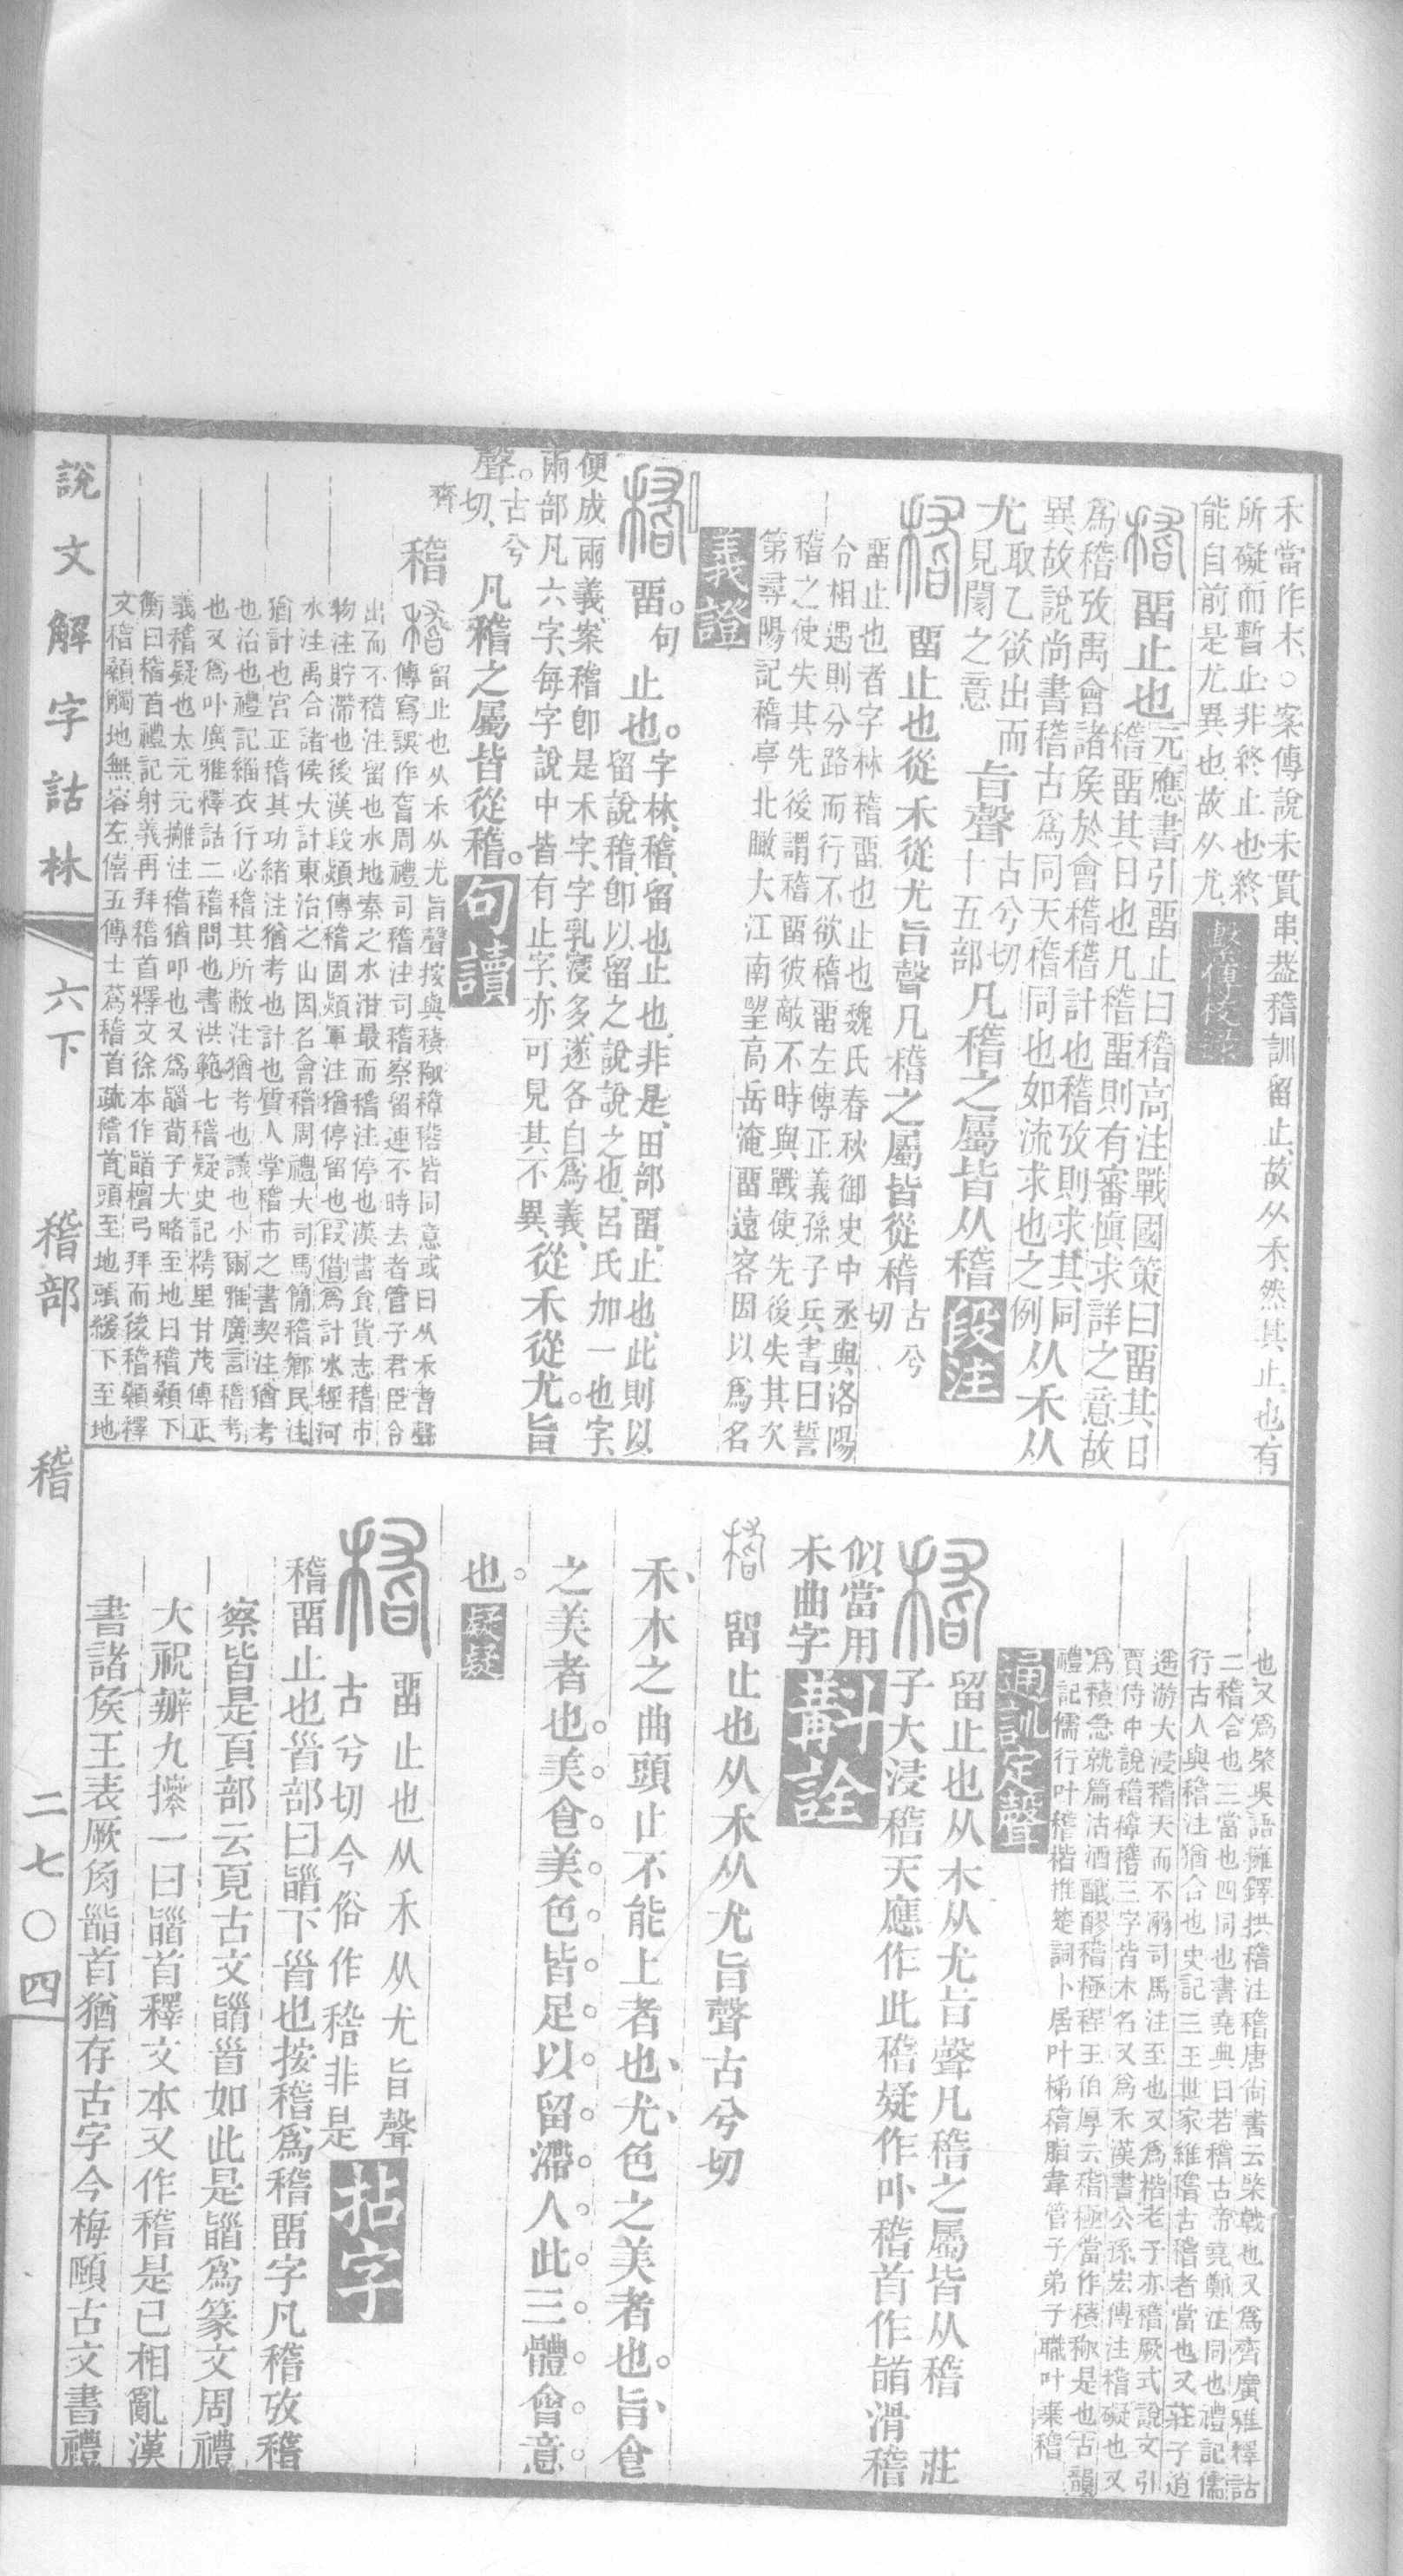 禾當作木○案傳說未貫串葢稽訓留止故从禾然其止也有
所礙而暫止非終止也終
能自前是尤異也故从尤
繫傳校錄
畱止也
元應書引畱止曰稽高注戰國策曰畱其日
稽畱其日也凡稽畱則有審愼求詳之意故
爲稽攷禹會諸矦於會稽稽計也稽攷則求其同
異故說尚書稽古爲同天稽同也如流求也之例
从禾从
尤
取乙欲出而
見閡之意
旨聲
古兮切
十五部
凡稽之屬皆从稽
段注
畱止也從禾從尤旨聲凡稽之屬皆從稽
古兮
切
畱止也者字林稽畱也止也魏氏春秋御史中丞與洛陽
令相遇則分路而行不欲稽畱左傳正義孫子兵書曰誓
稽之使失其先後謂稽畱彼敵不時與戰使先後失其次
第尋陽記稽亭北瞰大江南望高岳淹畱遠客因以爲名
義證
畱
句
止也
字林稽留也止也非是田部畱止也此則以
留說稽卽以留之說說之也呂氏加一也字
便成兩義案稽卽是禾字字乳寖多遂各自爲義
兩部凡六字每字說中皆有止字亦可見其不異
從禾從尤旨
聲
古兮
切
凡稽之屬皆從稽
句讀
稽
齊
留止也从禾从尤旨聲按與𥡴皆同意或曰从禾聲
傳寫誤作周禮司稽注司稽察留連不時去者管子君臣令
出而不稽注留也水地秦之水泔最而稽注停也漢書食貨志稽市
物注貯滯也後漢段熲傳稽固熲軍注猶停留也叚借爲計水經河
水注禹合諸侯大計東治之山因名會稽周禮大司馬簡稽鄉民注
猶計也宮正稽其功緒注猶考也計也質人掌稽市之書契注猶考
也治也禮記緇衣行必稽其所敝注猶考也議也小爾雅廣言稽考
也又爲卟廣雅釋詁二稽問也書洪範七稽疑史記樗里甘茂傳正
義稽疑也太元元攡注稽猶叩也又爲䭫荀子大略至地曰稽顙下
衡曰稽首禮記射義再拜稽首釋文徐本作䭫檀弓拜而後稽顙釋
文稽顙觸地無容左僖五傳士蔿稽首疏稽首頭至地頭緩下至地
也又爲棨吳語擁鐸拱稽注稽唐尚書云棨戟也又爲齊廣雅釋詁
二稽合也三當也四同也書堯典曰若稽古帝堯鄭注同也禮記儒
行古人與稽注猶合也史記三王世家維稽古稽者當也又莊子逍
遙游大浸稽天而不溺司馬注至也又爲楷老子亦稽厥式說文引
賈侍中說稽𥡴三字皆木名又爲禾漢書公孫宏傳注稽礙也又
爲積急就篇沽酒釀醪稽極程王伯厚云稽極當作積秘是也古韻
禮記儒行叶稽楷推楚詞卜居叶梯稽脂韋管子弟子職叶棄稽
通訓定聲
留止也从木从尤旨聲凡稽之屬皆从稽
莊
子大浸稽天應作此稽疑作卟稽首作䭫滑稽
似當用
禾曲字
斠詮
留止也从禾从尤旨聲古兮切
禾木之曲頭止不能上者也尤色之美者也旨食
之美者也美食美色皆足以留滯人此三體會意
也
疑疑
畱止也从禾从尤旨聲
古兮切今俗作嵆非是
拈字
稽畱止也𩠐部曰䭫下𩠐也按稽爲稽畱字凡稽攷稽
察皆是頁部云頁古文䭫𩠐如此是䭫爲篆文周禮
大祝辦九𢷎一曰䭫首釋文本又作稽是已相亂漢
書諸矦王表厥角䭫首猶存古字今梅頤古文書禮
說文解字詁林
六下
稽部
稽
二七〇四